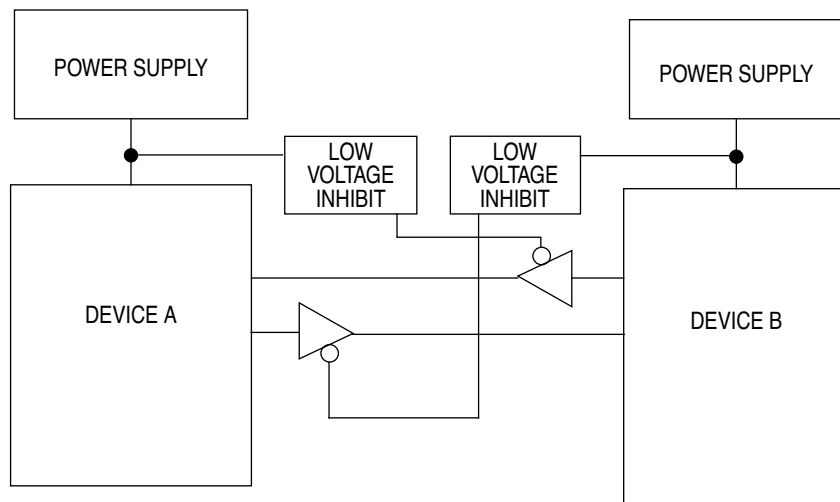 POWER SUPPLY
POWER SUPPLY
LOW
VOLTAGE
INHIBIT
LOW
VOLTAGE
INHIBIT
DEVICE A
DEVICE B